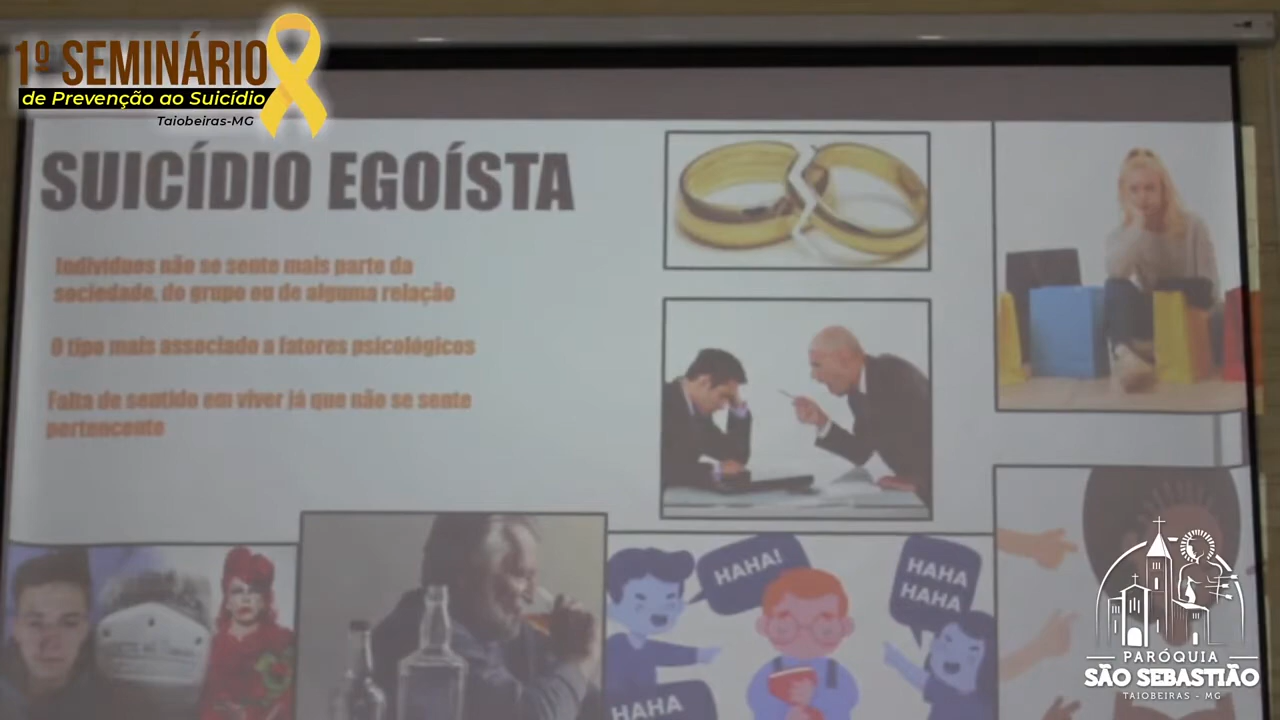 1º SEMINÁRIO
de Prevenção ao Suicídio
Taiobeiras-MG
SUICÍDIO EGOÍSTA
Indivíduos não se sente mais parte da
sociedade, do grupo ou de alguma relação
O tipo mais associado a fatores psicológicos
Falta de sentido em viver já que não se sente
pertencente
HAHA!
HAHA
HAHA
HAHA
PARÓQUIA
SÃO SEBASTIÃO
TAIOBEIRAS - MG